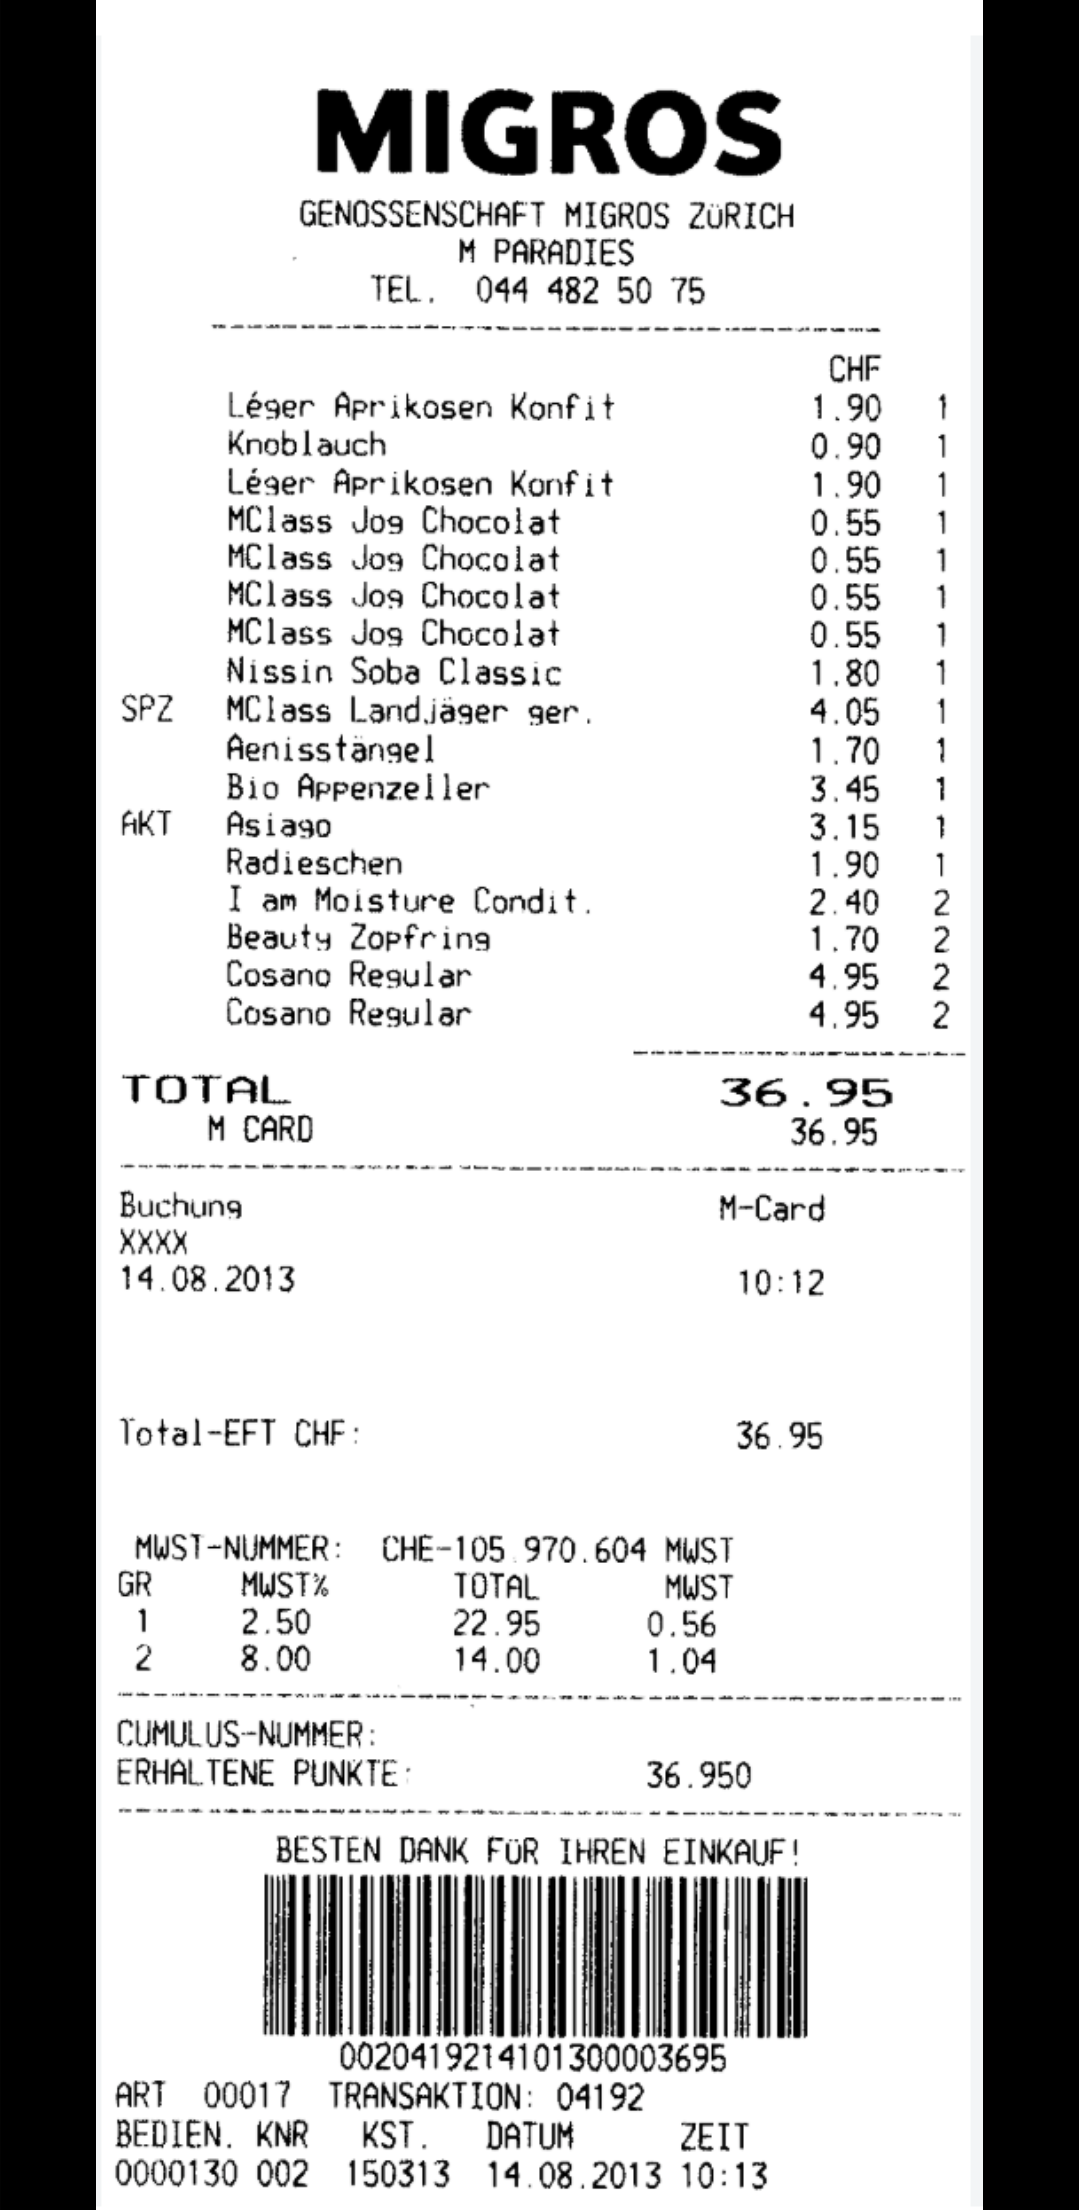 MIGROS
GENOSSENSCHAFT MIGROS ZüRICH
M PARADIES
TEL. 044 482 50 75
CHF
Léger Aprikosen Konfit 1.90 1
Knoblauch 0.90 1
Léger Aprikosen Konfit 1.90 1
MClass Jog Chocolat 0.55 1
MClass Jog Chocolat 0.55 1
MClass Jog Chocolat 0.55 1
MClass Jog Chocolat 0.55 1
Nissin Soba Classic 1.80 1
SPZ MClass Landjäger ger. 4.05 1
Aenisstängel 1.70 1
Bio Appenzeller 3.45 1
AKT Asiago 3.15 1
Radieschen 1.90 1
I am Moisture Condit. 2.40 2
Beauty Zopfring 1.70 2
Cosano Regular 4.95 2
Cosano Regular 4.95 2
TOTAL 36.95
M CARD 36.95
Buchung M-Card
XXXX
14.08.2013 10:12
Total-EFT CHF: 36.95
MWST-NUMMER: CHE-105.970.604 MWST
GR MWST% TOTAL MWST
1 2.50 22.95 0.56
2 8.00 14.00 1.04
CUMULUS-NUMMER:
ERHALTENE PUNKTE: 36.950
BESTEN DANK FÜR IHREN EINKAUF!
0020419214101300003695
ART 00017 TRANSAKTION: 04192
BEDIEN. KNR KST. DATUM ZEIT
0000130 002 150313 14.08.2013 10:13